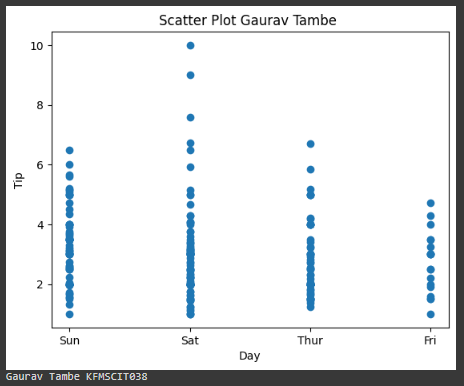 Scatter Plot Gaurav Tambe
10
8
6
4
2
Tip
Sun Sat Thur Fri
Day
Gaurav Tambe KFMSCIT038